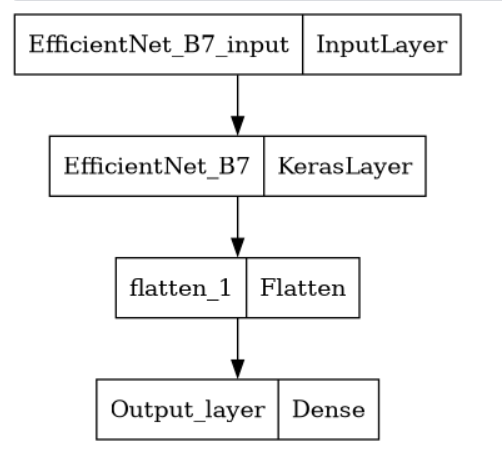 EfficientNet_B7_input InputLayer
EfficientNet_B7 KerasLayer
flatten_1 Flatten
Output_layer Dense